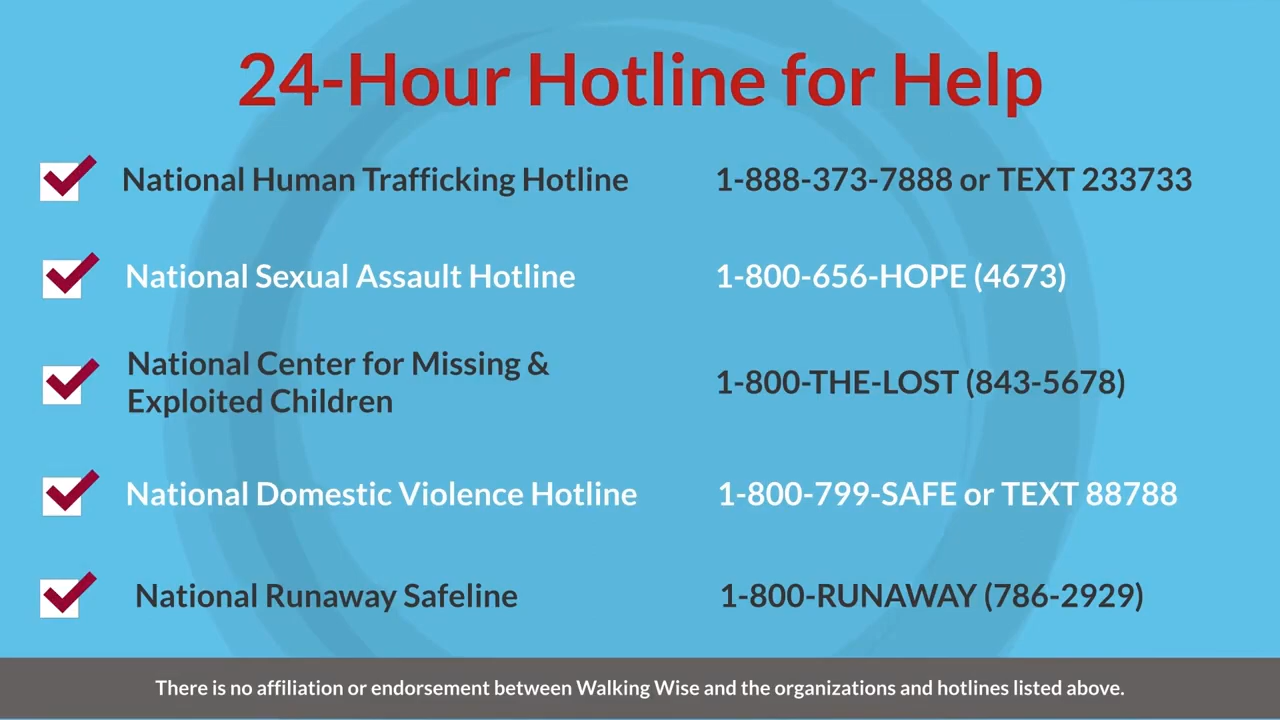 24-Hour Hotline for Help
National Human Trafficking Hotline 1-888-373-7888 or TEXT 233733
National Sexual Assault Hotline 1-800-656-HOPE (4673)
National Center for Missing &
Exploited Children
1-800-THE-LOST (843-5678)
National Domestic Violence Hotline 1-800-799-SAFE or TEXT 88788
National Runaway Safeline 1-800-RUNAWAY (786-2929)
There is no affiliation or endorsement between Walking Wise and the organizations and hotlines listed above.